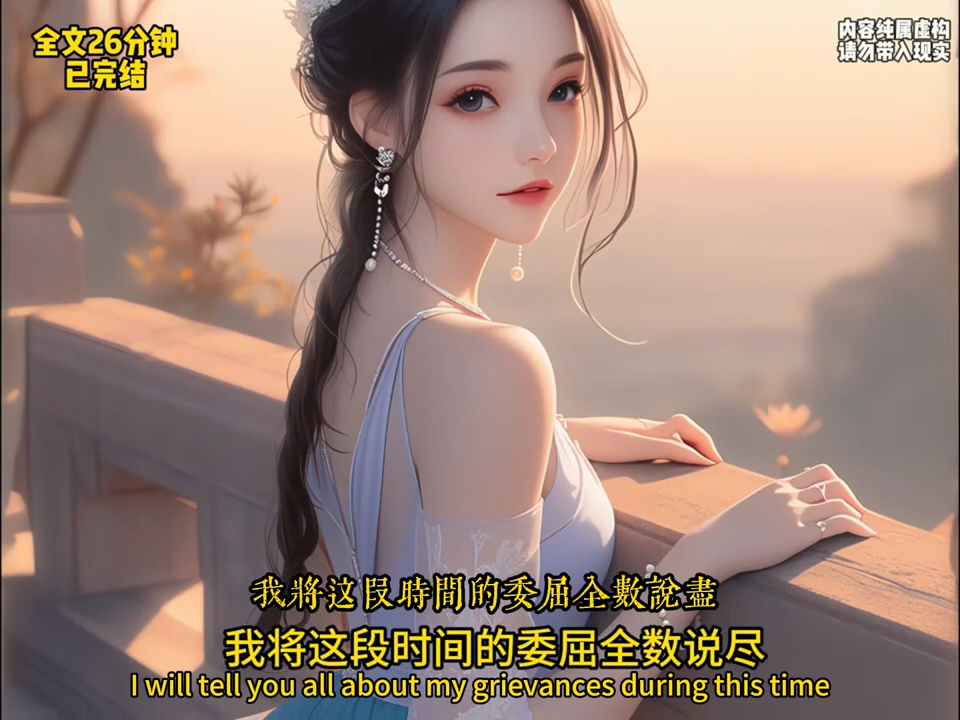 全文26分钟
已完结
内容纯属虚构
请勿带入现实
我將这段時間的委屈全數說盡
我将这段时间的委屈全数说尽
I will tell you all about my grievances during this time